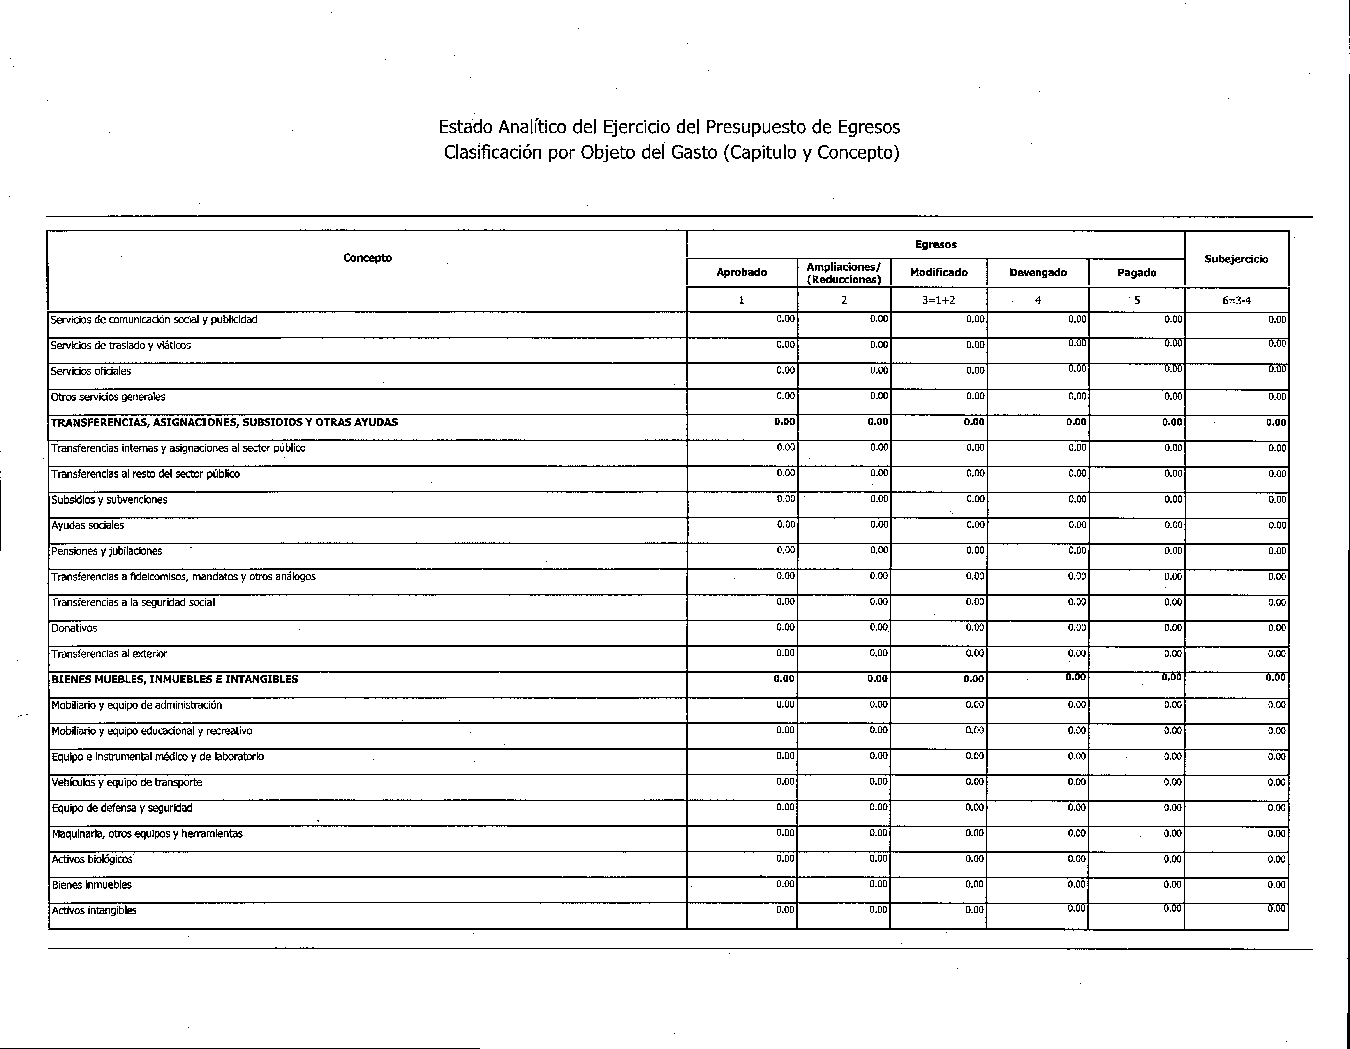 Estado Analítico del Ejercicio del Presupuesto de Egresos
Clasificación por Objeto del Gasto (Capitulo y Concepto)
Concepto Egresos Subejercicio
Aprobado Ampliaciones/ (Reducciones) Modificado Devengado Pagado
1 2 3=1+2 4 5 6=3-4
Servicios de comunicación social y publicidad 0.00 0.00 0.00 0.00 0.00 0.00
Servicios de traslado y viáticos 0.00 0.00 0.00 0.00 0.00 0.00
Servicios oficiales 0.00 0.00 0.00 0.00 0.00 0.00
Otros servicios generales 0.00 0.00 0.00 0.00 0.00 0.00
TRANSFERENCIAS, ASIGNACIONES, SUBSIDIOS Y OTRAS AYUDAS 0.00 0.00 0.00 0.00 0.00 0.00
Transferencias internas y asignaciones al sector público 0.00 0.00 0.00 0.00 0.00 0.00
Transferencias al resto del sector público 0.00 0.00 0.00 0.00 0.00 0.00
Subsidios y subvenciones 0.00 0.00 0.00 0.00 0.00 0.00
Ayudas sociales 0.00 0.00 0.00 0.00 0.00 0.00
Pensiones y jubilaciones 0.00 0.00 0.00 0.00 0.00 0.00
Transferencias a fideicomisos, mandatos y otros análogos 0.00 0.00 0.00 0.00 0.00 0.00
Transferencias a la seguridad social 0.00 0.00 0.00 0.00 0.00 0.00
Donativos 0.00 0.00 0.00 0.00 0.00 0.00
Transferencias al exterior 0.00 0.00 0.00 0.00 0.00 0.00
BIENES MUEBLES, INMUEBLES E INTANGIBLES 0.00 0.00 0.00 0.00 0.00 0.00
Mobiliario y equipo de administración 0.00 0.00 0.00 0.00 0.00 0.00
Mobiliario y equipo educacional y recreativo 0.00 0.00 0.00 0.00 0.00 0.00
Equipo e instrumental médico y de laboratorio 0.00 0.00 0.00 0.00 0.00 0.00
Vehículos y equipo de transporte 0.00 0.00 0.00 0.00 0.00 0.00
Equipo de defensa y seguridad 0.00 0.00 0.00 0.00 0.00 0.00
Maquinaria, otros equipos y herramientas 0.00 0.00 0.00 0.00 0.00 0.00
Activos biológicos 0.00 0.00 0.00 0.00 0.00 0.00
Bienes inmuebles 0.00 0.00 0.00 0.00 0.00 0.00
Activos intangibles 0.00 0.00 0.00 0.00 0.00 0.00